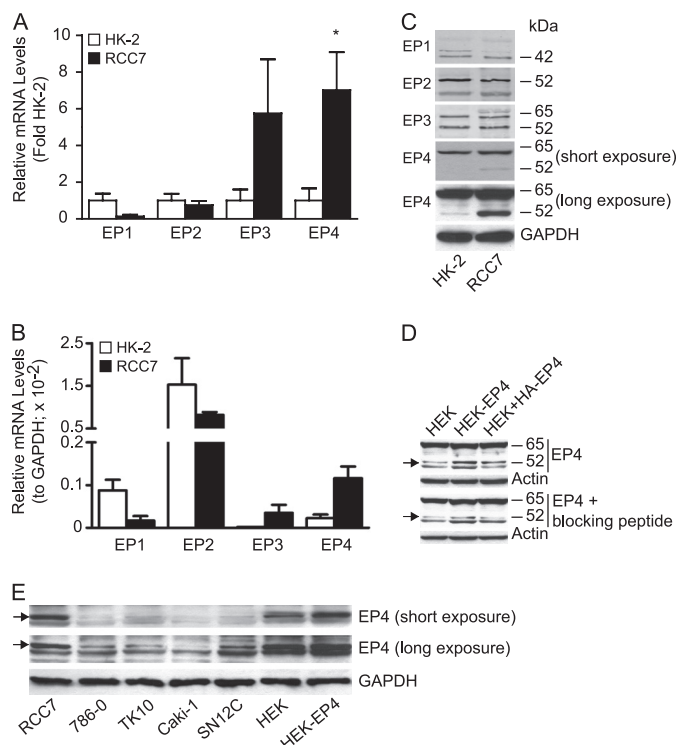 A
Relative mRNA Levels
(Fold HK-2)
HK-2
RCC7
*
10
8
6
4
2
0
EP1 EP2 EP3 EP4
B
Relative mRNA Levels
(to GAPDH; x 10-2)
HK-2
RCC7
2.5
1.5
0.5
0.2
0.1
0
EP1 EP2 EP3 EP4
C
kDa
EP1
42
EP2
52
EP3
65
52
EP4
65
52
(short exposure)
EP4
65
52
(long exposure)
GAPDH
HK-2 RCC7
D
HEK HEK-EP4 HEK+HA-EP4
65
52
EP4
Actin
65
52
EP4 +
blocking peptide
Actin
E
EP4 (short exposure)
EP4 (long exposure)
GAPDH
RCC7 786-0 TK10 Caki-1 SN12C HEK HEK-EP4